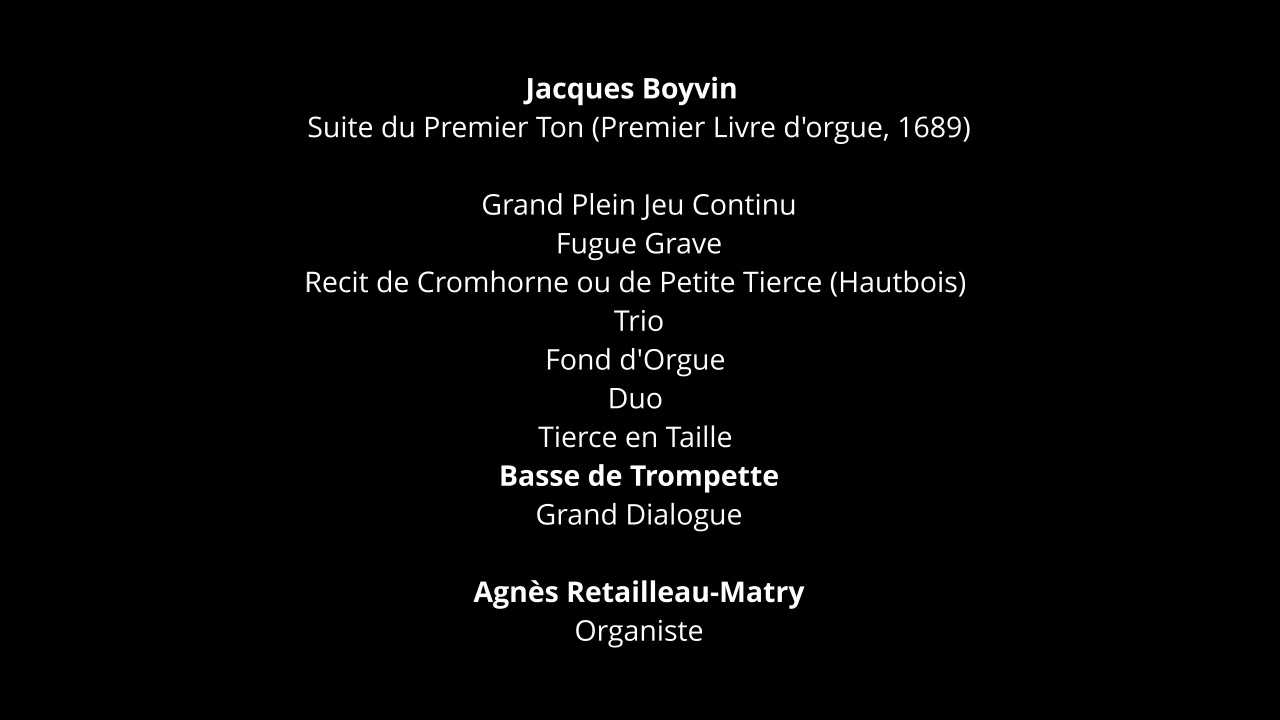 Jacques Boyvin
Suite du Premier Ton (Premier Livre d'orgue, 1689)
Grand Plein Jeu Continu
Fugue Grave
Recit de Cromhorne ou de Petite Tierce (Hautbois)
Trio
Fond d'Orgue
Duo
Tierce en Taille
Basse de Trompette
Grand Dialogue
Agnès Retailleau-Matry
Organiste